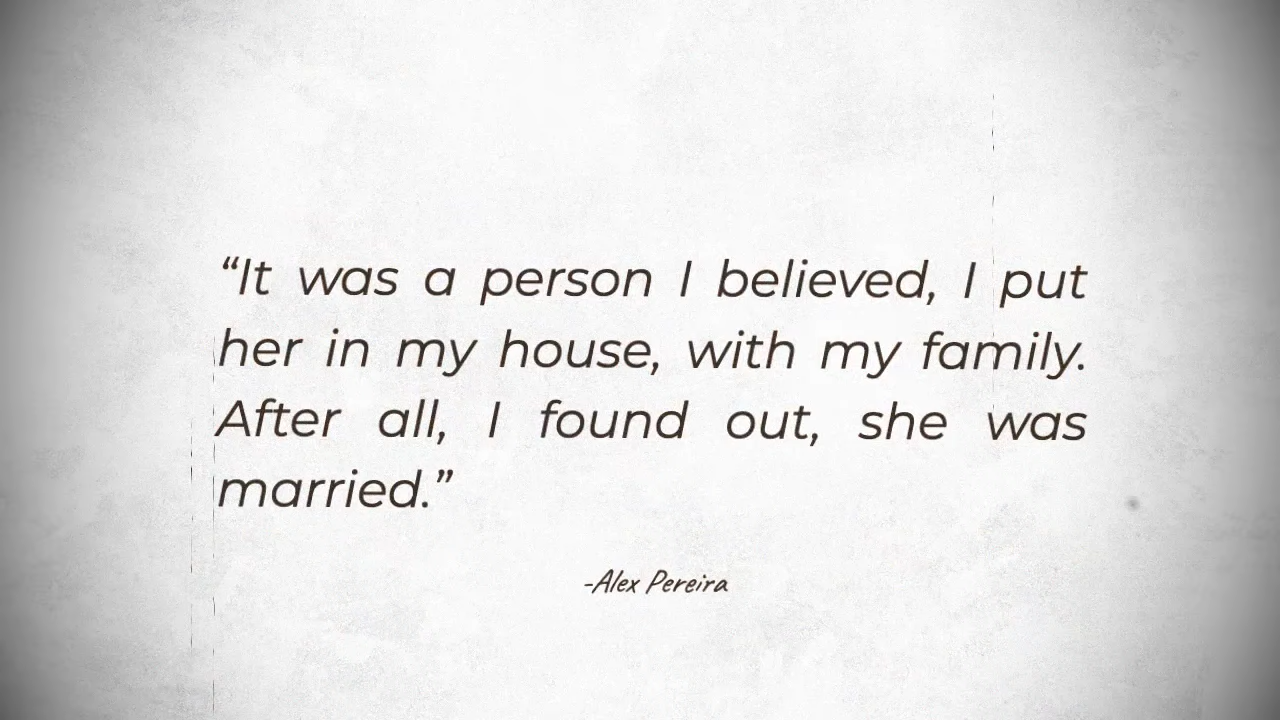 “It was a person I believed, I put
her in my house, with my family.
After all, I found out, she was
married.”
-Alex Pereira